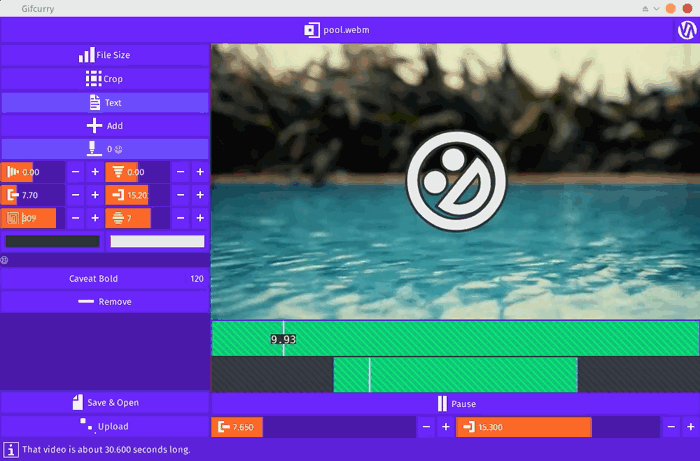 Gifcurry
pool.webm
File Size
Crop
Text
Add
0 ☹
0.00 − + 0.00 − +
7.70 − + 15.20 − +
309 − + 7 − +
Caveat Bold 120
Remove
9.93
Save & Open
Pause
Upload
7.650 − + 15.300 − +
That video is about 30.600 seconds long.